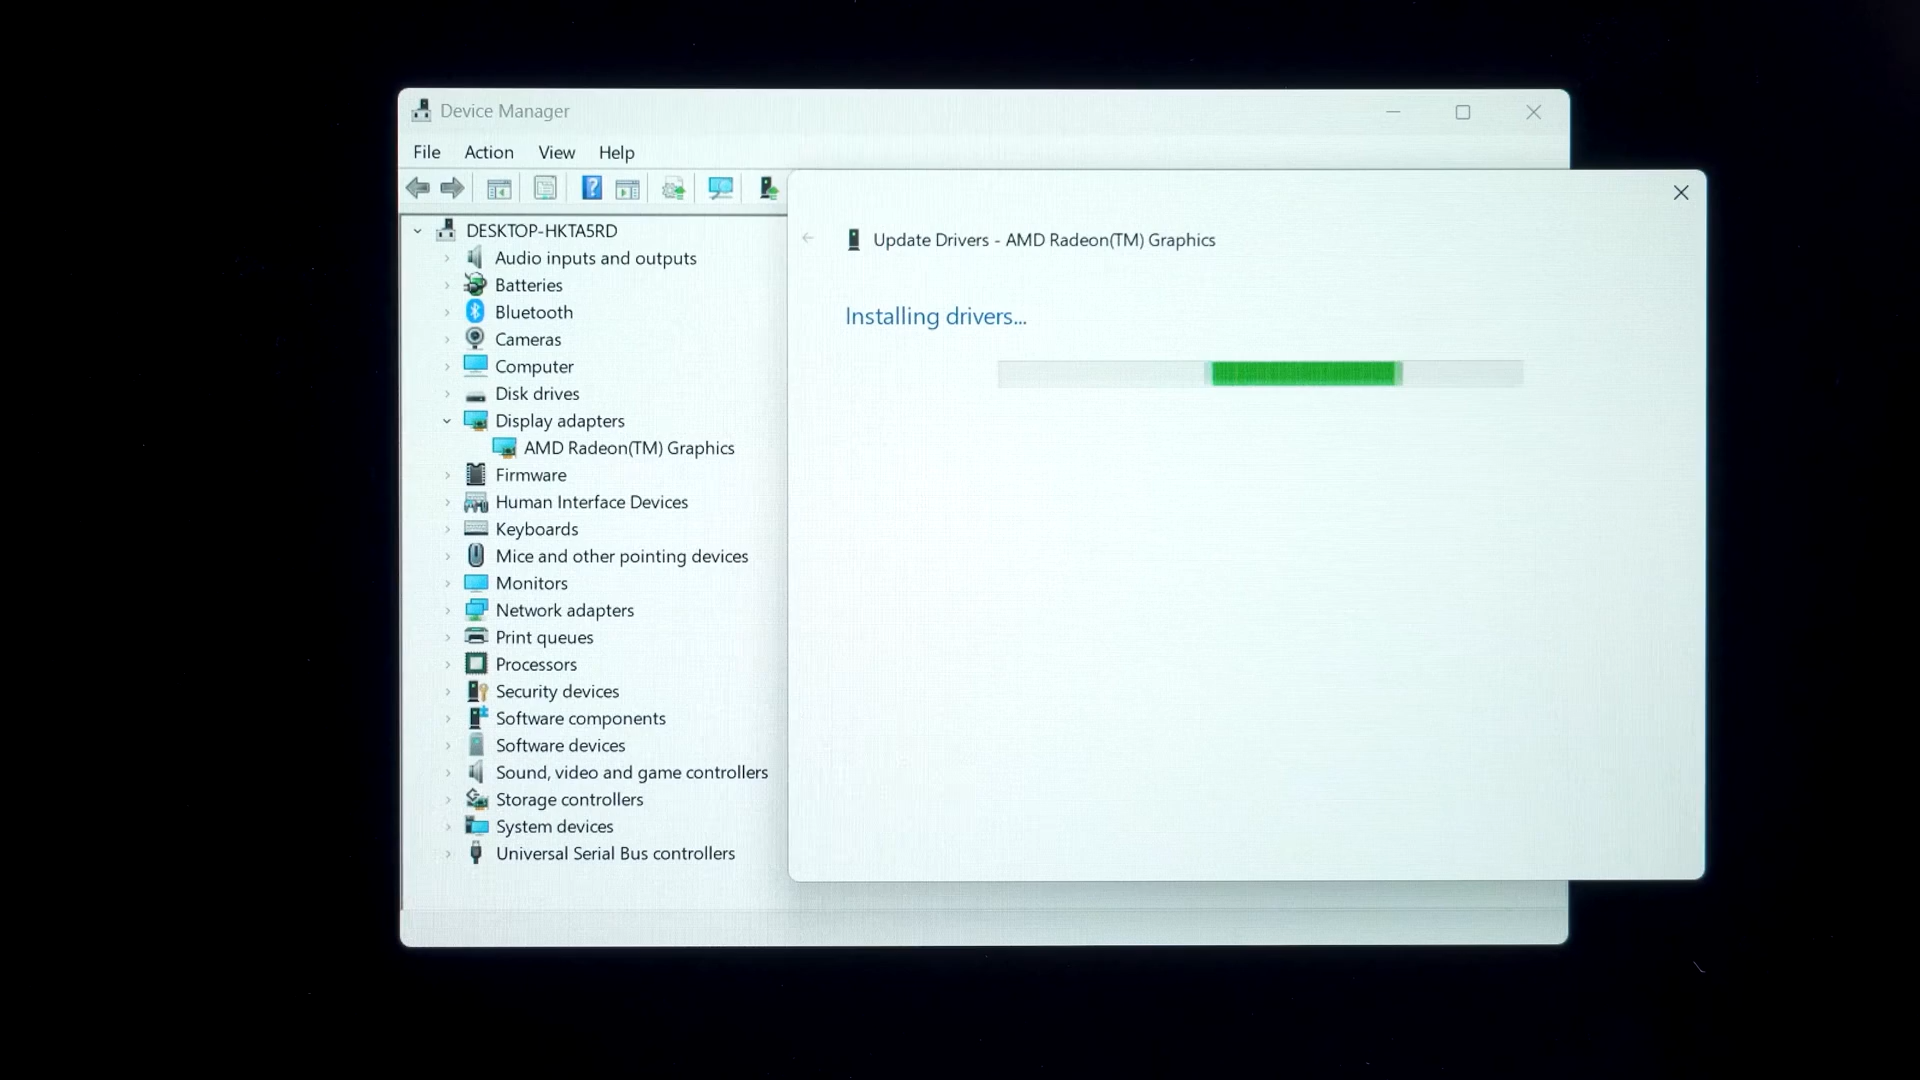 Device Manager
File Action View Help
Update Drivers - AMD Radeon(TM) Graphics
Installing drivers...
DESKTOP-HKTA5RD
Audio inputs and outputs
Batteries
Bluetooth
Cameras
Computer
Disk drives
Display adapters
AMD Radeon(TM) Graphics
Firmware
Human Interface Devices
Keyboards
Mice and other pointing devices
Monitors
Network adapters
Print queues
Processors
Security devices
Software components
Software devices
Sound, video and game controllers
Storage controllers
System devices
Universal Serial Bus controllers